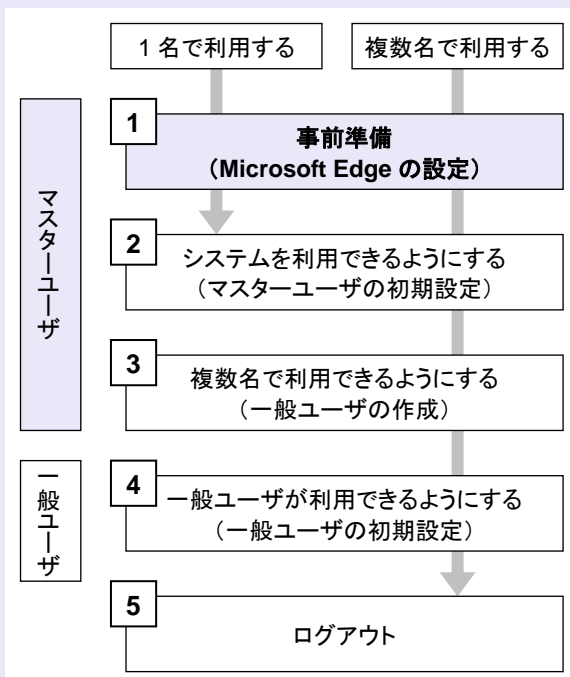 1 名で利用する
複数名で利用する
マスターユーザ
1
事前準備
（Microsoft Edge の設定）
2
システムを利用できるようにする
（マスターユーザの初期設定）
3
複数名で利用できるようにする
（一般ユーザの作成）
一般ユーザ
4
一般ユーザが利用できるようにする
（一般ユーザの初期設定）
5
ログアウト